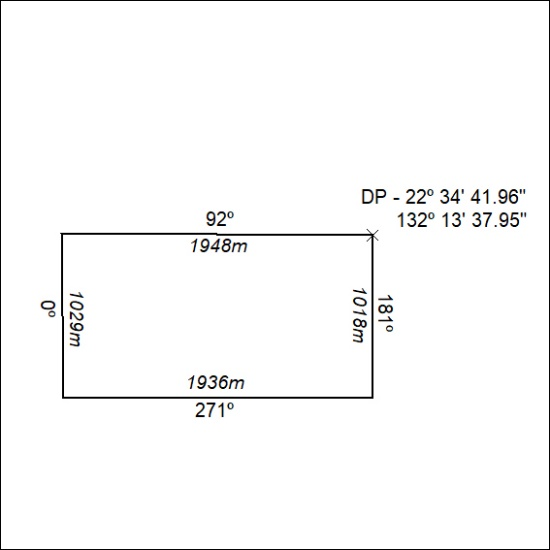 DP - 22º 34' 41.96"
132º 13' 37.95"
92º
1948m
0º
1029m
1018m
181º
1936m
271º